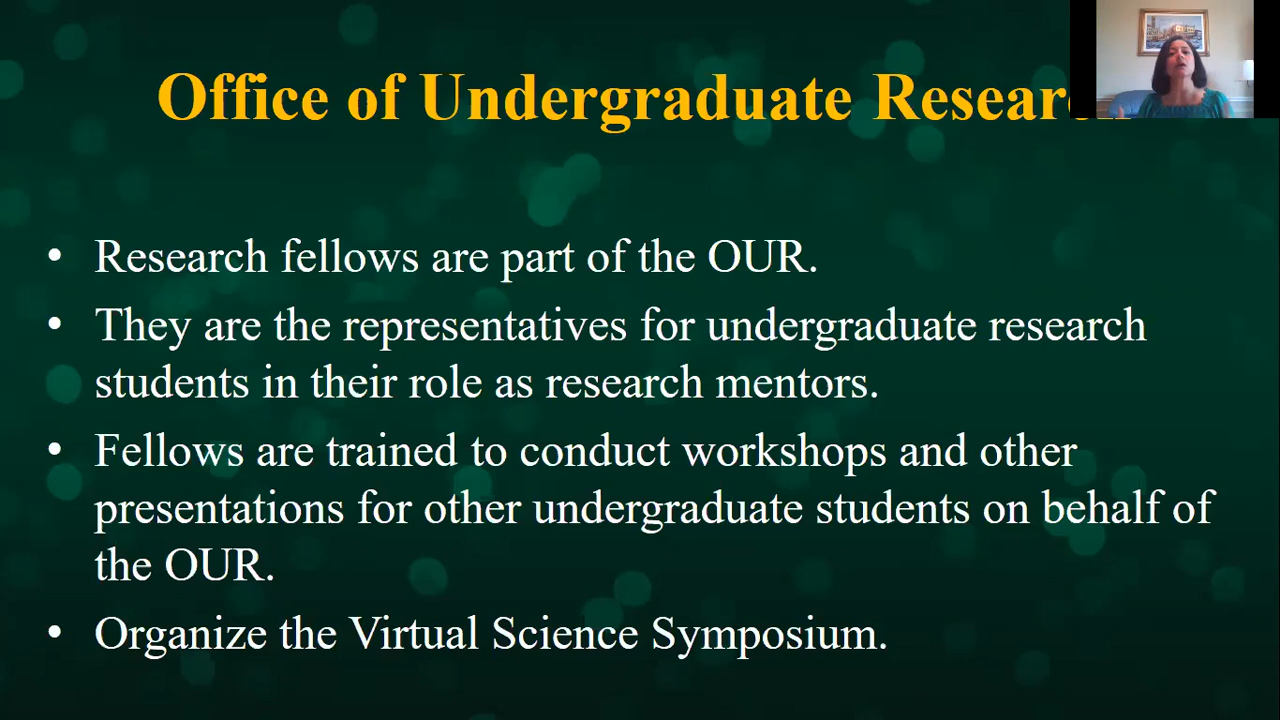 Office of Undergraduate Research
• Research fellows are part of the OUR.
• They are the representatives for undergraduate research
students in their role as research mentors.
• Fellows are trained to conduct workshops and other
presentations for other undergraduate students on behalf of
the OUR.
• Organize the Virtual Science Symposium.